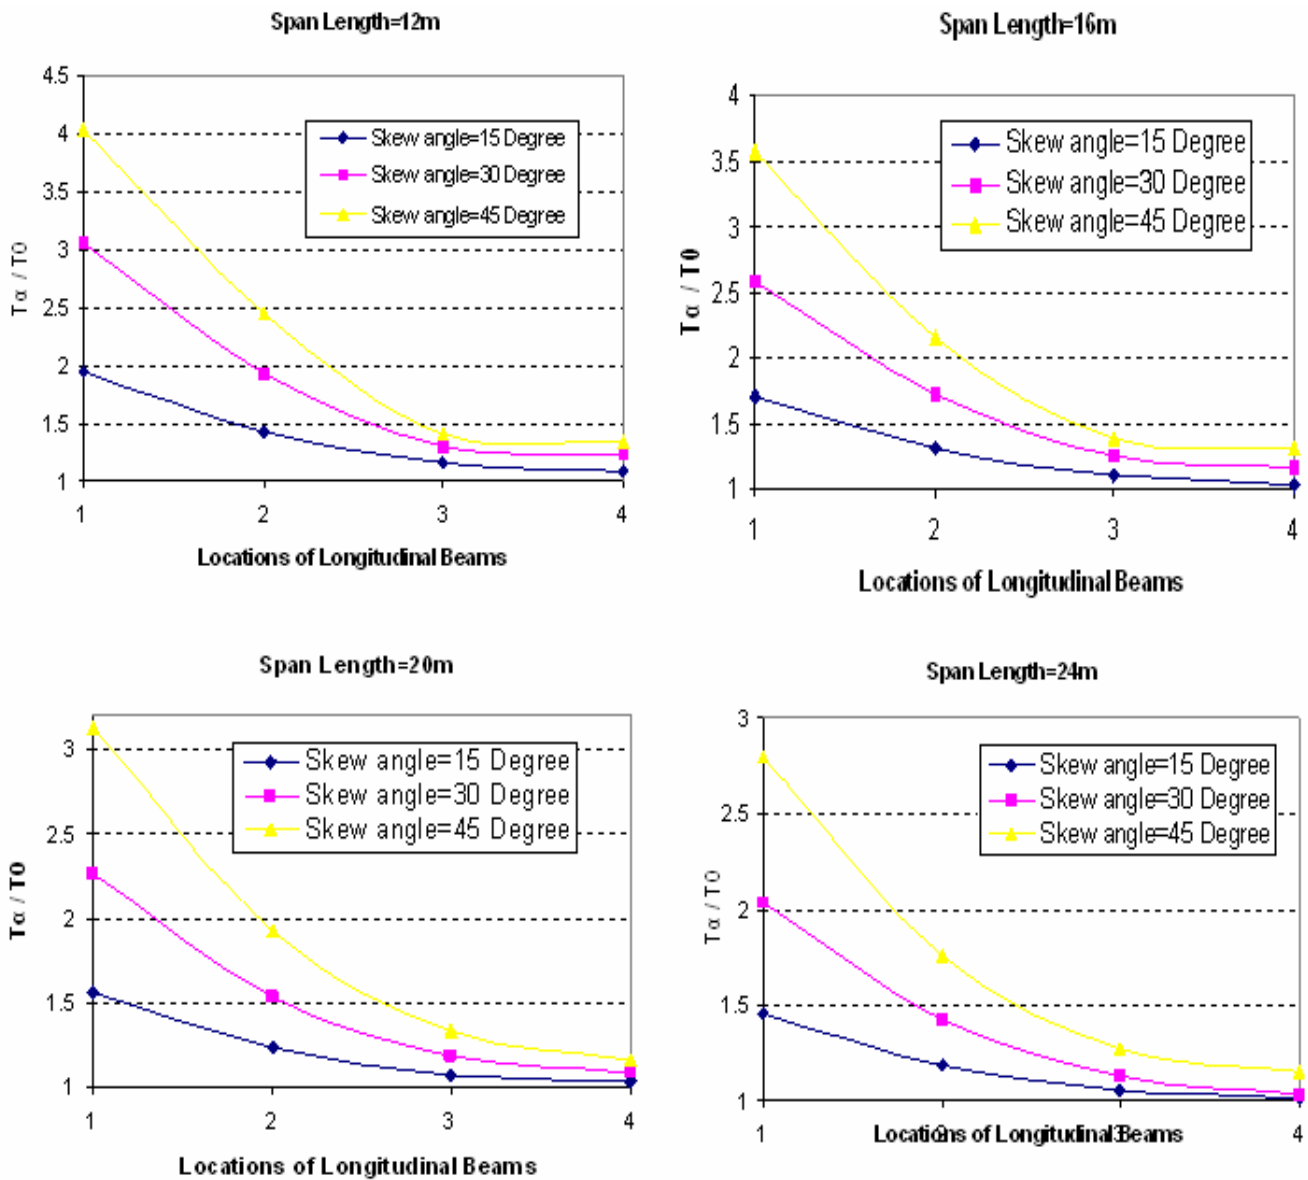 Span Length=12m
4.5
4
3.5
3
2.5
2
1.5
1
Tα / T0
Skew angle=15 Degree
Skew angle=30 Degree
Skew angle=45 Degree
1 2 3 4
Locations of Longitudinal Beams
Span Length=16m
4
3.5
3
2.5
2
1.5
1
Tα / T0
Skew angle=15 Degree
Skew angle=30 Degree
Skew angle=45 Degree
1 2 3 4
Locations of Longitudinal Beams
Span Length=20m
3
2.5
2
1.5
1
Tα / T0
Skew angle=15 Degree
Skew angle=30 Degree
Skew angle=45 Degree
1 2 3 4
Locations of Longitudinal Beams
Span Length=24m
3
2.5
2
1.5
1
Tα / T0
Skew angle=15 Degree
Skew angle=30 Degree
Skew angle=45 Degree
1 2 3 4
Locations of Longitudinal Beams